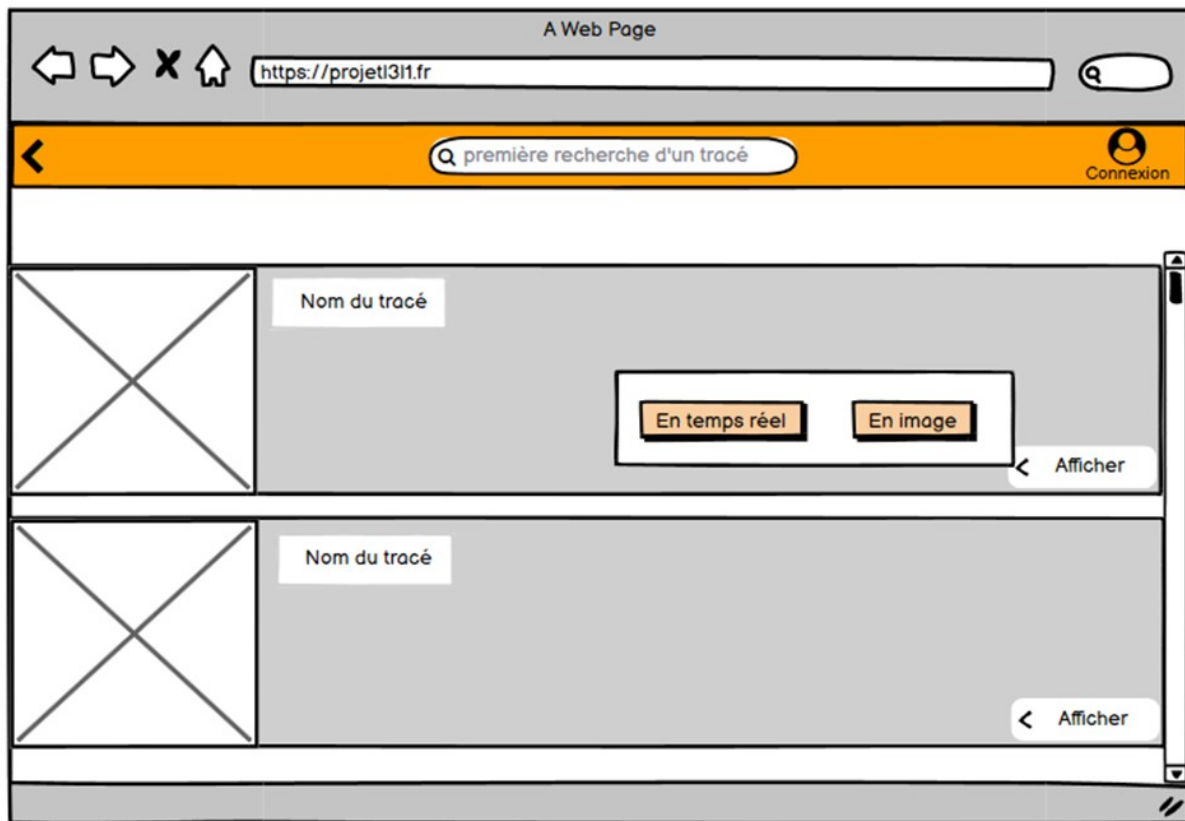 A Web Page
https://projetl3l1.fr
première recherche d'un tracé
Connexion
Nom du tracé
En temps réel
En image
Afficher
Nom du tracé
Afficher